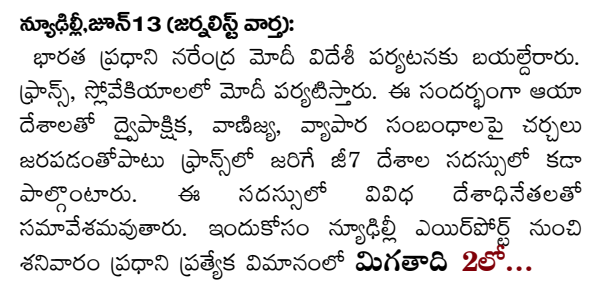 న్యూఢిల్లీ,జూన్13 (జర్నలిస్ట్ వార్త):
భారత ప్రధాని నరేంద్ర మోదీ విదేశీ పర్యటనకు బయల్దేరారు.
ఫ్రాన్స్, స్లోవేకియాలలో మోదీ పర్యటిస్తారు. ఈ సందర్భంగా ఆయా
దేశాలతో ద్వైపాక్షిక, వాణిజ్య, వ్యాపార సంబంధాలపై చర్చలు
జరపడంతోపాటు ఫ్రాన్స్‌లో జరిగే జీ7 దేశాల సదస్సులో కడా
పాల్గొంటారు. ఈ సదస్సులో వివిధ దేశాధినేతలతో
సమావేశమవుతారు. ఇందుకోసం న్యూఢిల్లీ ఎయిర్‌పోర్ట్ నుంచి
శనివారం ప్రధాని ప్రత్యేక విమానంలో మిగతాది 2లో...